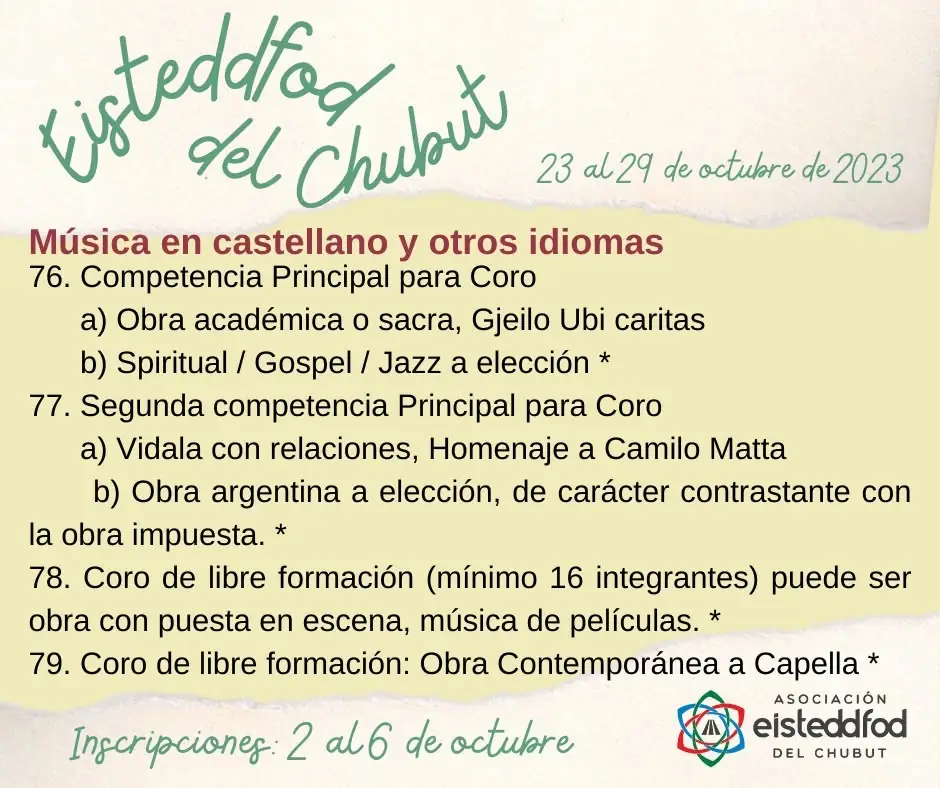 Eisteddfod
del Chubut
23 al 29 de octubre de 2023
Música en castellano y otros idiomas
76. Competencia Principal para Coro
a) Obra académica o sacra, Gjeilo Ubi caritas
b) Spiritual / Gospel / Jazz a elección *
77. Segunda competencia Principal para Coro
a) Vidala con relaciones, Homenaje a Camilo Matta
b) Obra argentina a elección, de carácter contrastante con
la obra impuesta. *
78. Coro de libre formación (mínimo 16 integrantes) puede ser
obra con puesta en escena, música de películas. *
79. Coro de libre formación: Obra Contemporánea a Capella *
Inscripciones: 2 al 6 de octubre
ASOCIACIÓN
eisteddfod
DEL CHUBUT